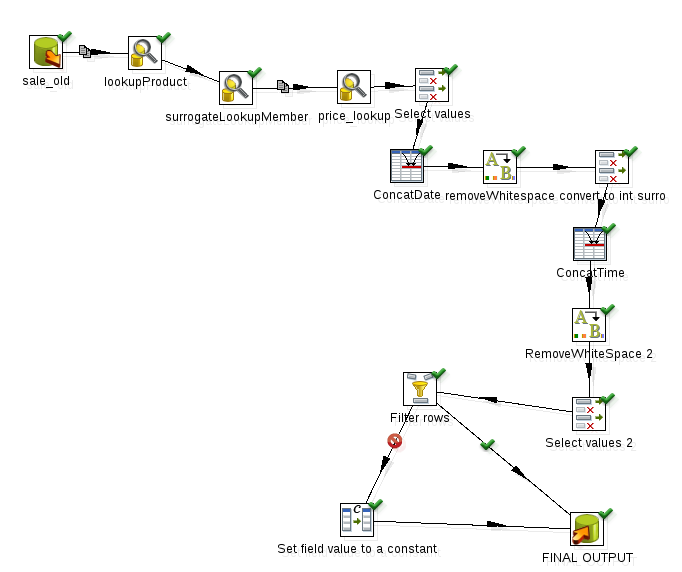 sale_old
lookupProduct
surrogateLookupMember
price_lookup
Select values
ConcatDate
removeWhitespace
convert to int surro
ConcatTime
RemoveWhiteSpace 2
Select values 2
Filter rows
Set field value to a constant
FINAL OUTPUT